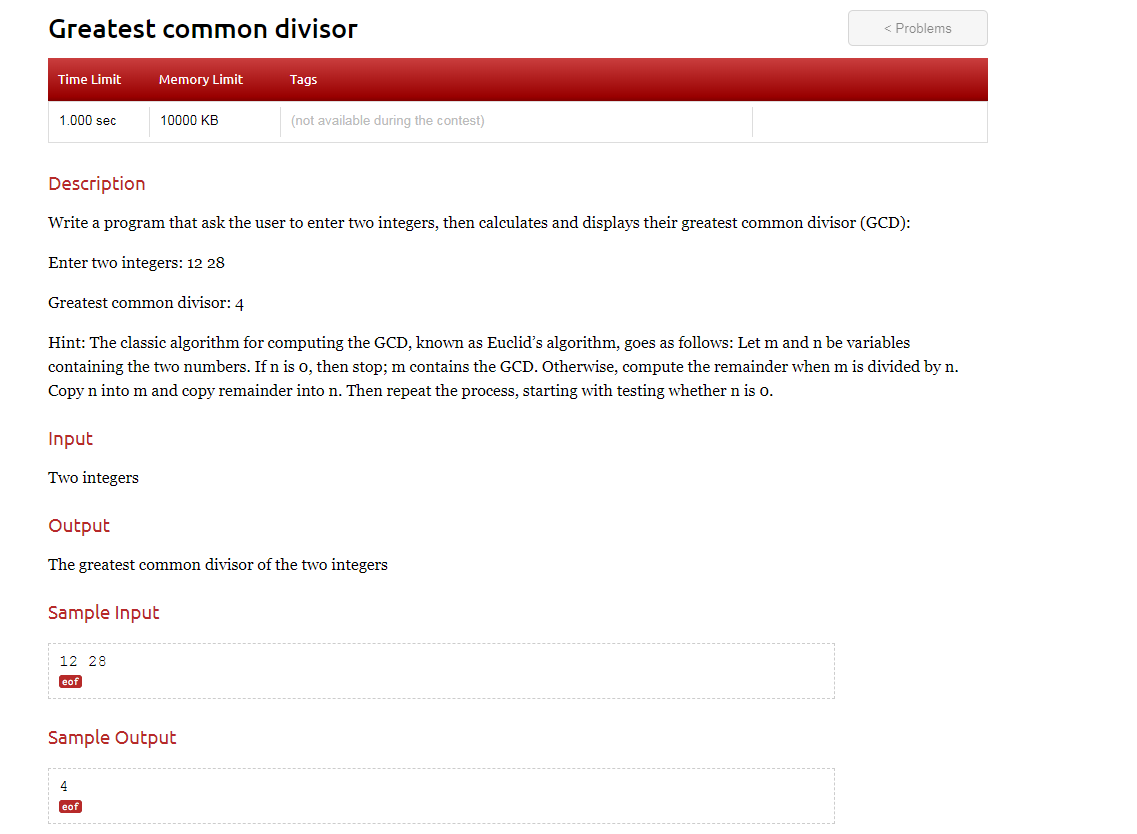 Greatest common divisor
< Problems
Time Limit Memory Limit Tags
1.000 sec 10000 KB (not available during the contest)
Description
Write a program that ask the user to enter two integers, then calculates and displays their greatest common divisor (GCD):
Enter two integers: 12 28
Greatest common divisor: 4
Hint: The classic algorithm for computing the GCD, known as Euclid’s algorithm, goes as follows: Let m and n be variables
containing the two numbers. If n is 0, then stop; m contains the GCD. Otherwise, compute the remainder when m is divided by n.
Copy n into m and copy remainder into n. Then repeat the process, starting with testing whether n is 0.
Input
Two integers
Output
The greatest common divisor of the two integers
Sample Input
12 28
eof
Sample Output
4
eof